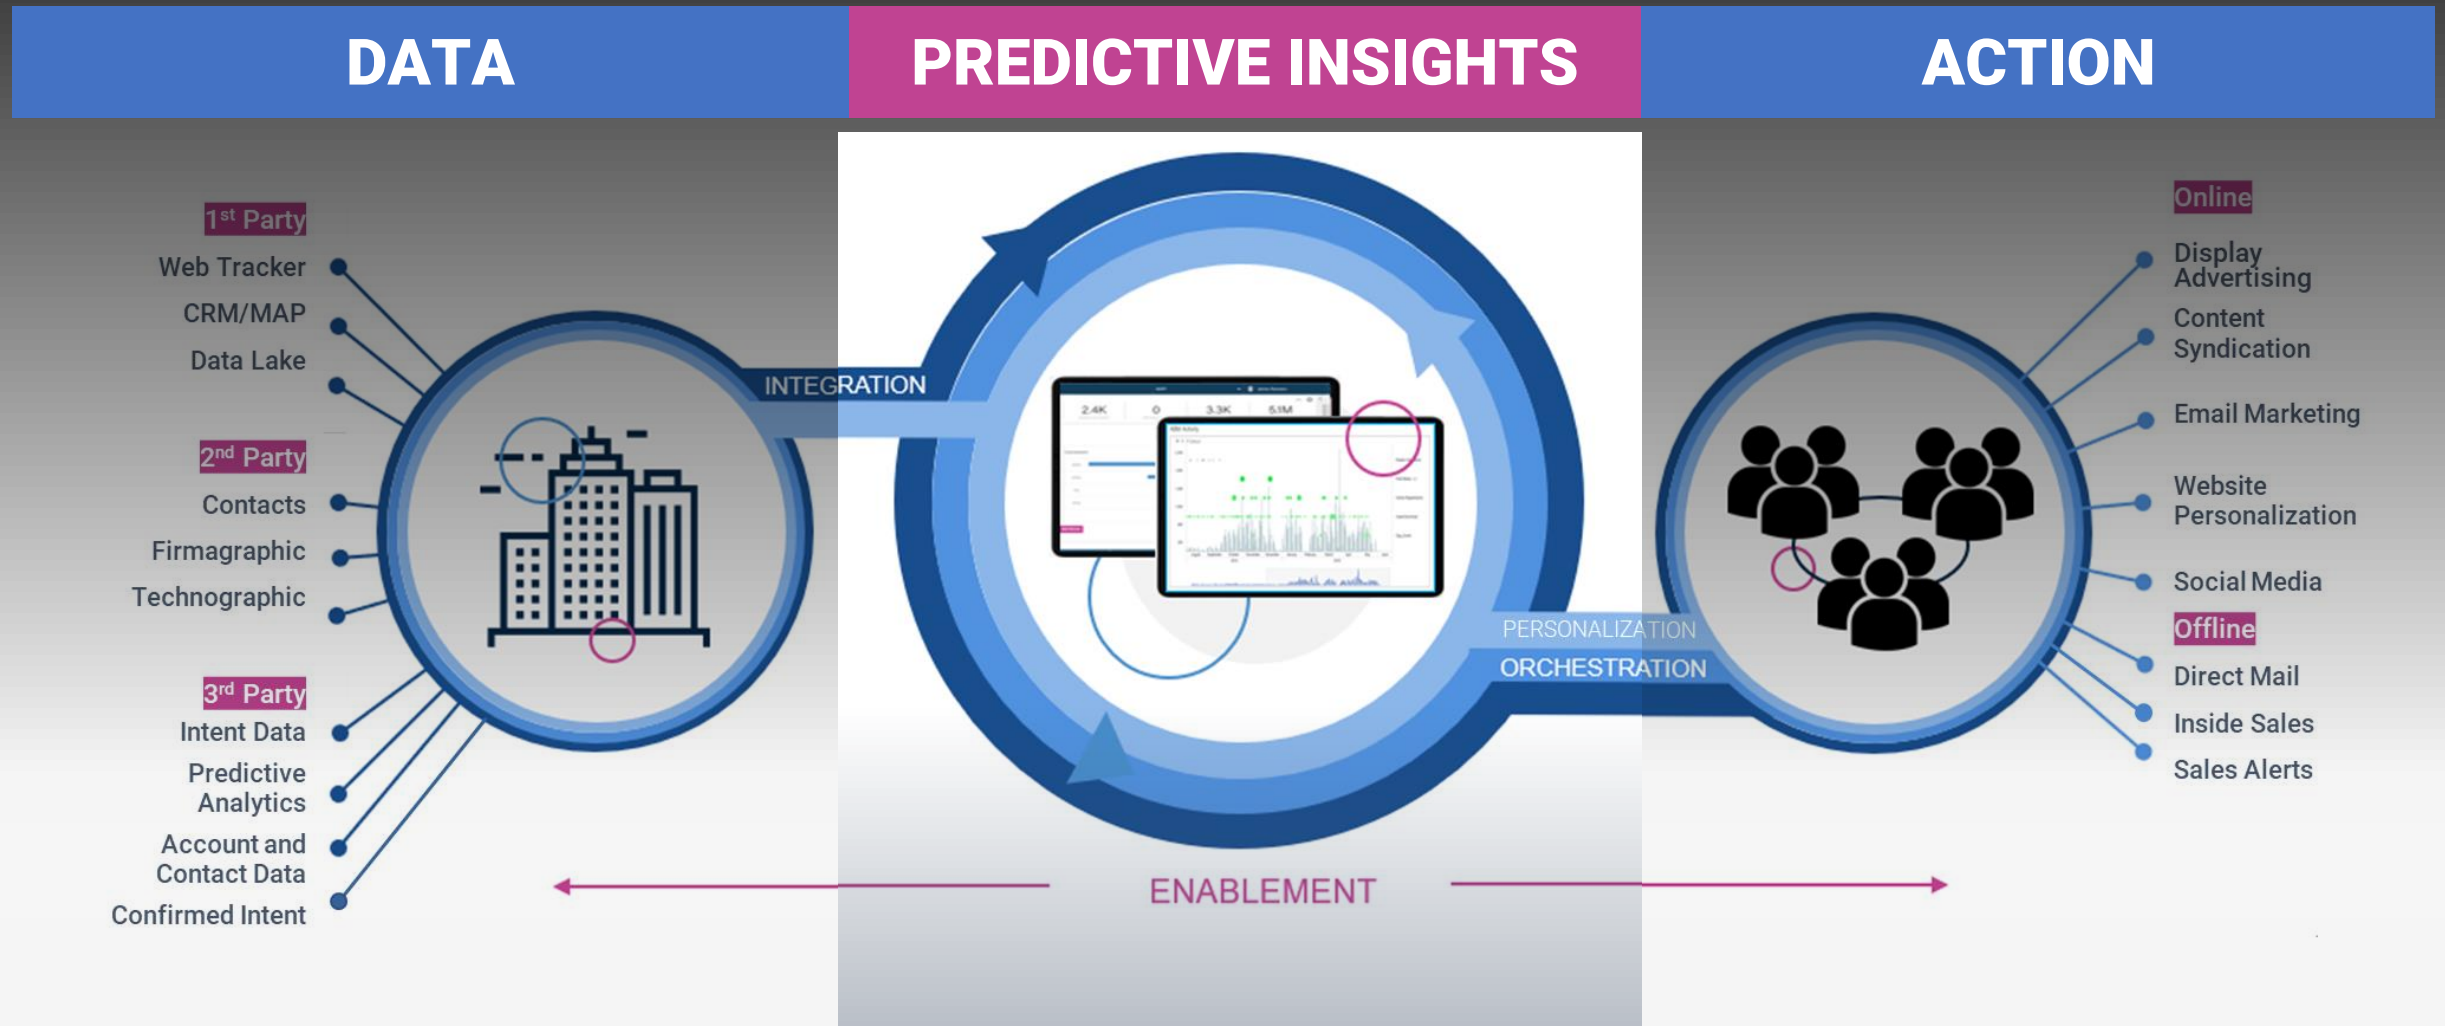 DATA
PREDICTIVE INSIGHTS
ACTION
1st Party
Web Tracker
CRM/MAP
Data Lake
2nd Party
Contacts
Firmagraphic
Technographic
3rd Party
Intent Data
Predictive
Analytics
Account and
Contact Data
Confirmed Intent
INTEGRATION
2.4K
0
3.3K
5.1M
PERSONALIZATION
ORCHESTRATION
ENABLEMENT
Online
Display
Advertising
Content
Syndication
Email Marketing
Website
Personalization
Social Media
Offline
Direct Mail
Inside Sales
Sales Alerts